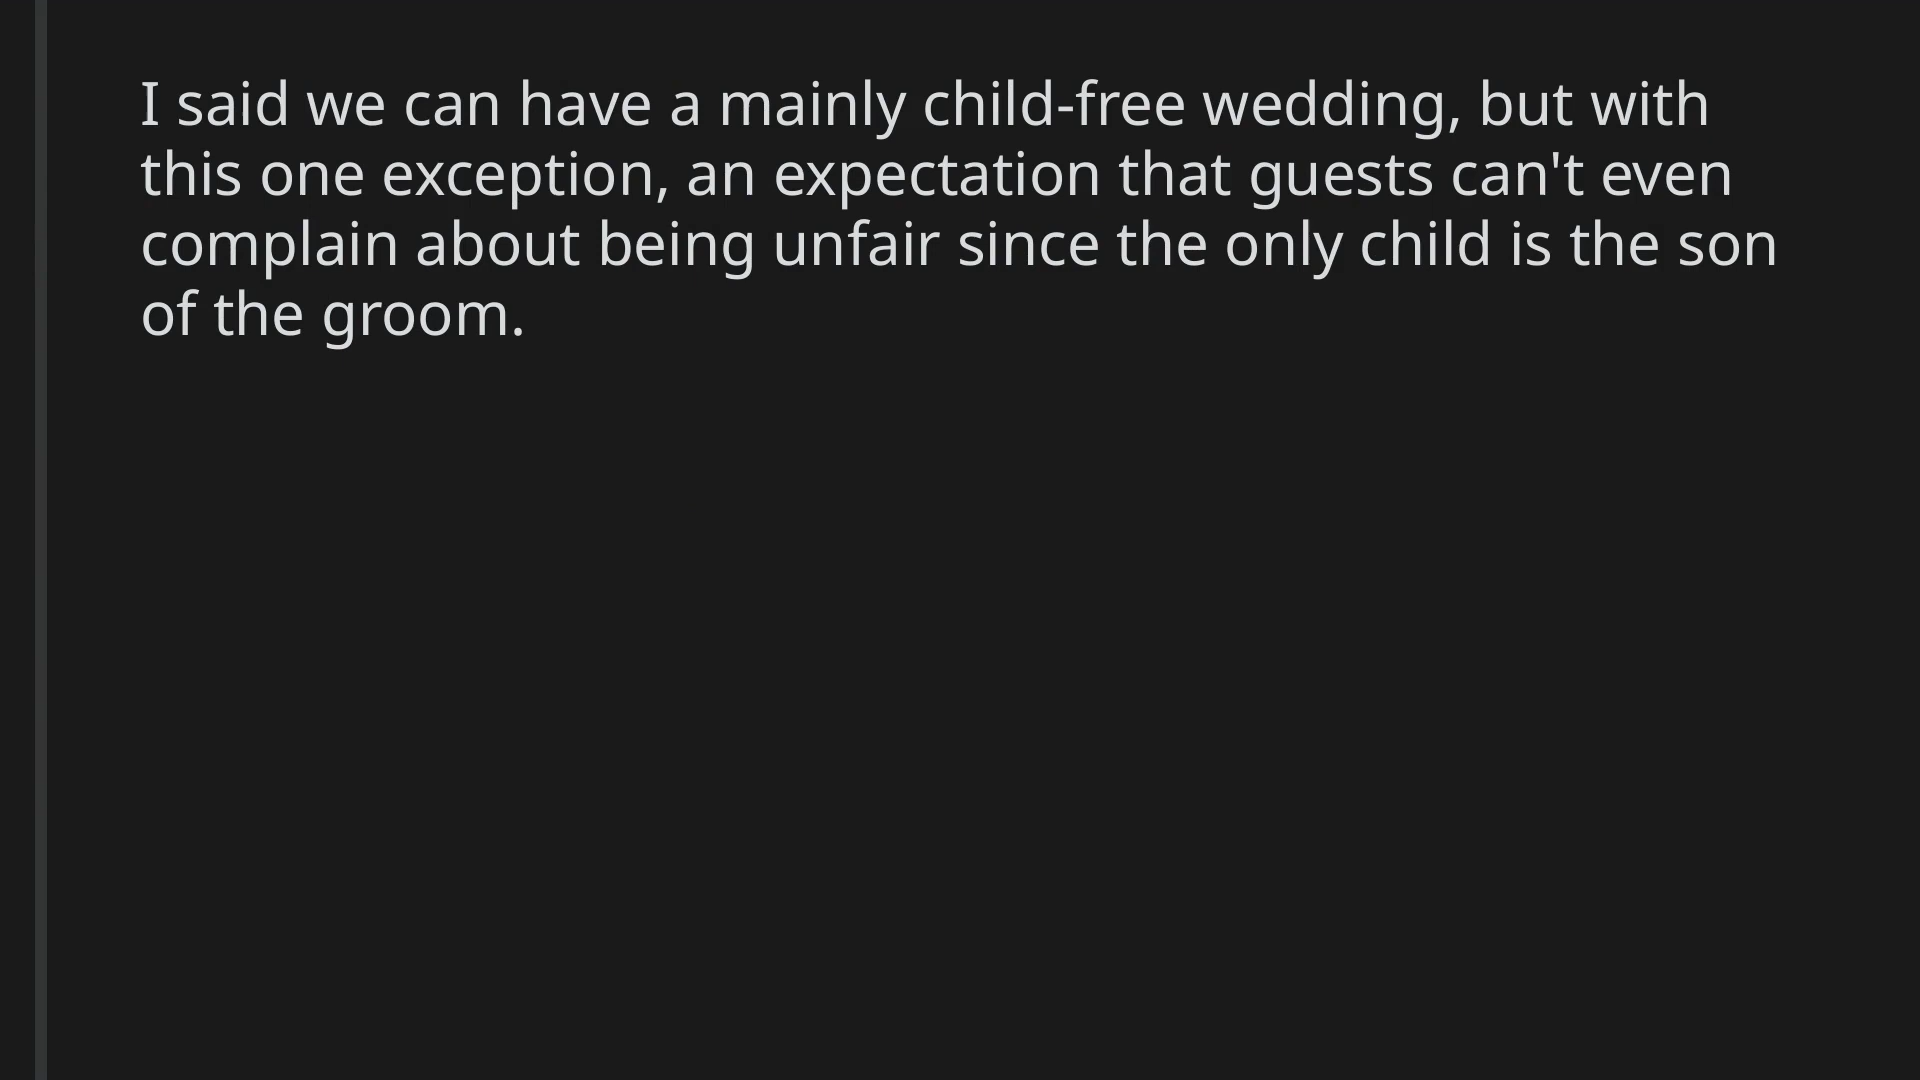 I said we can have a mainly child-free wedding, but with
this one exception, an expectation that guests can't even
complain about being unfair since the only child is the son
of the groom.